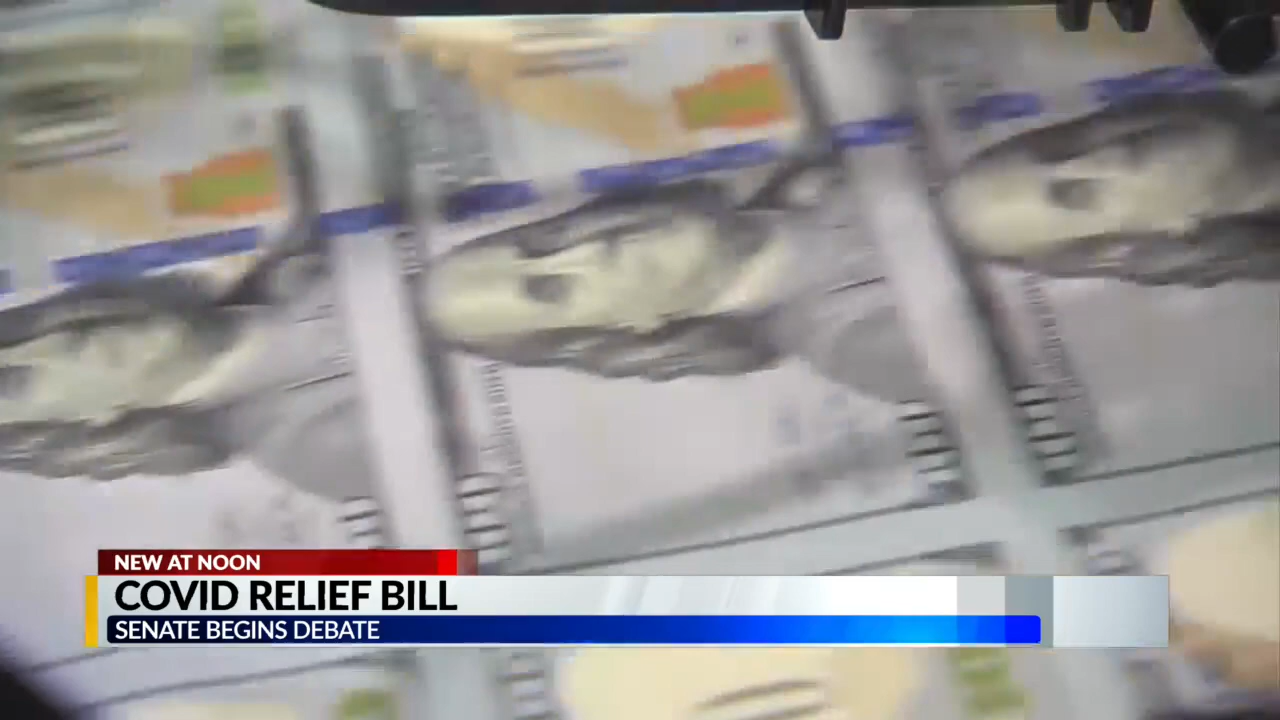 NEW AT NOON
COVID RELIEF BILL
SENATE BEGINS DEBATE